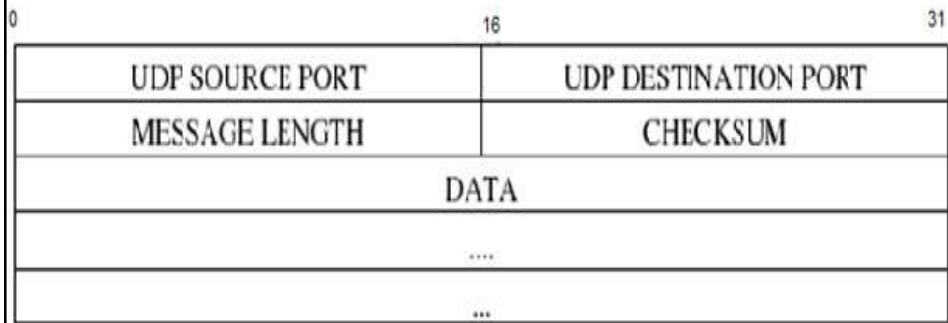 0 16 31
UDP SOURCE PORT UDP DESTINATION PORT
MESSAGE LENGTH CHECKSUM
DATA
....
...